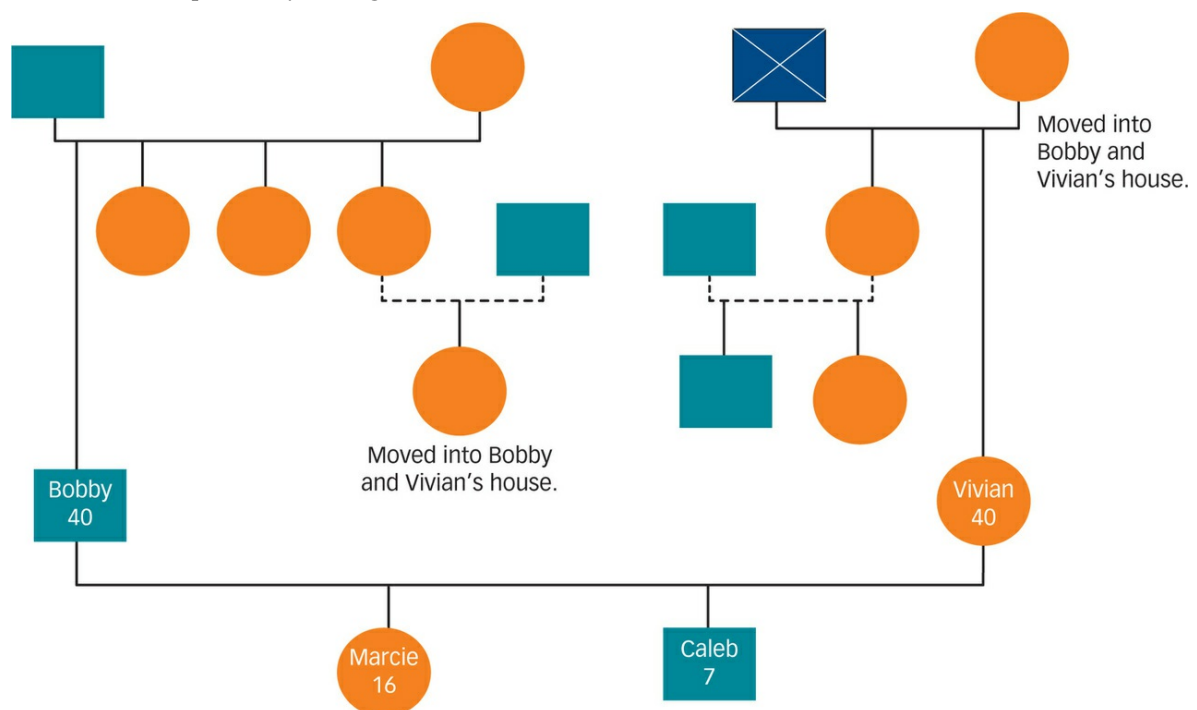 Moved into
Bobby and
Vivian's house.
Moved into Bobby
and Vivian's house.
Bobby
40
Vivian
40
Marcie
16
Caleb
7